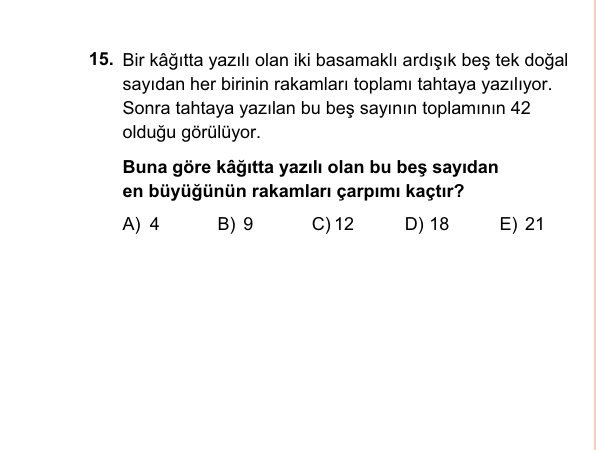 15. Bir kâğıtta yazılı olan iki basamaklı ardışık beş tek doğal
sayıdan her birinin rakamları toplamı tahtaya yazılıyor.
Sonra tahtaya yazılan bu beş sayının toplamının 42
olduğu görülüyor.
Buna göre kâğıtta yazılı olan bu beş sayıdan
en büyüğünün rakamları çarpımı kaçtır?
A) 4 B) 9 C) 12 D) 18 E) 21